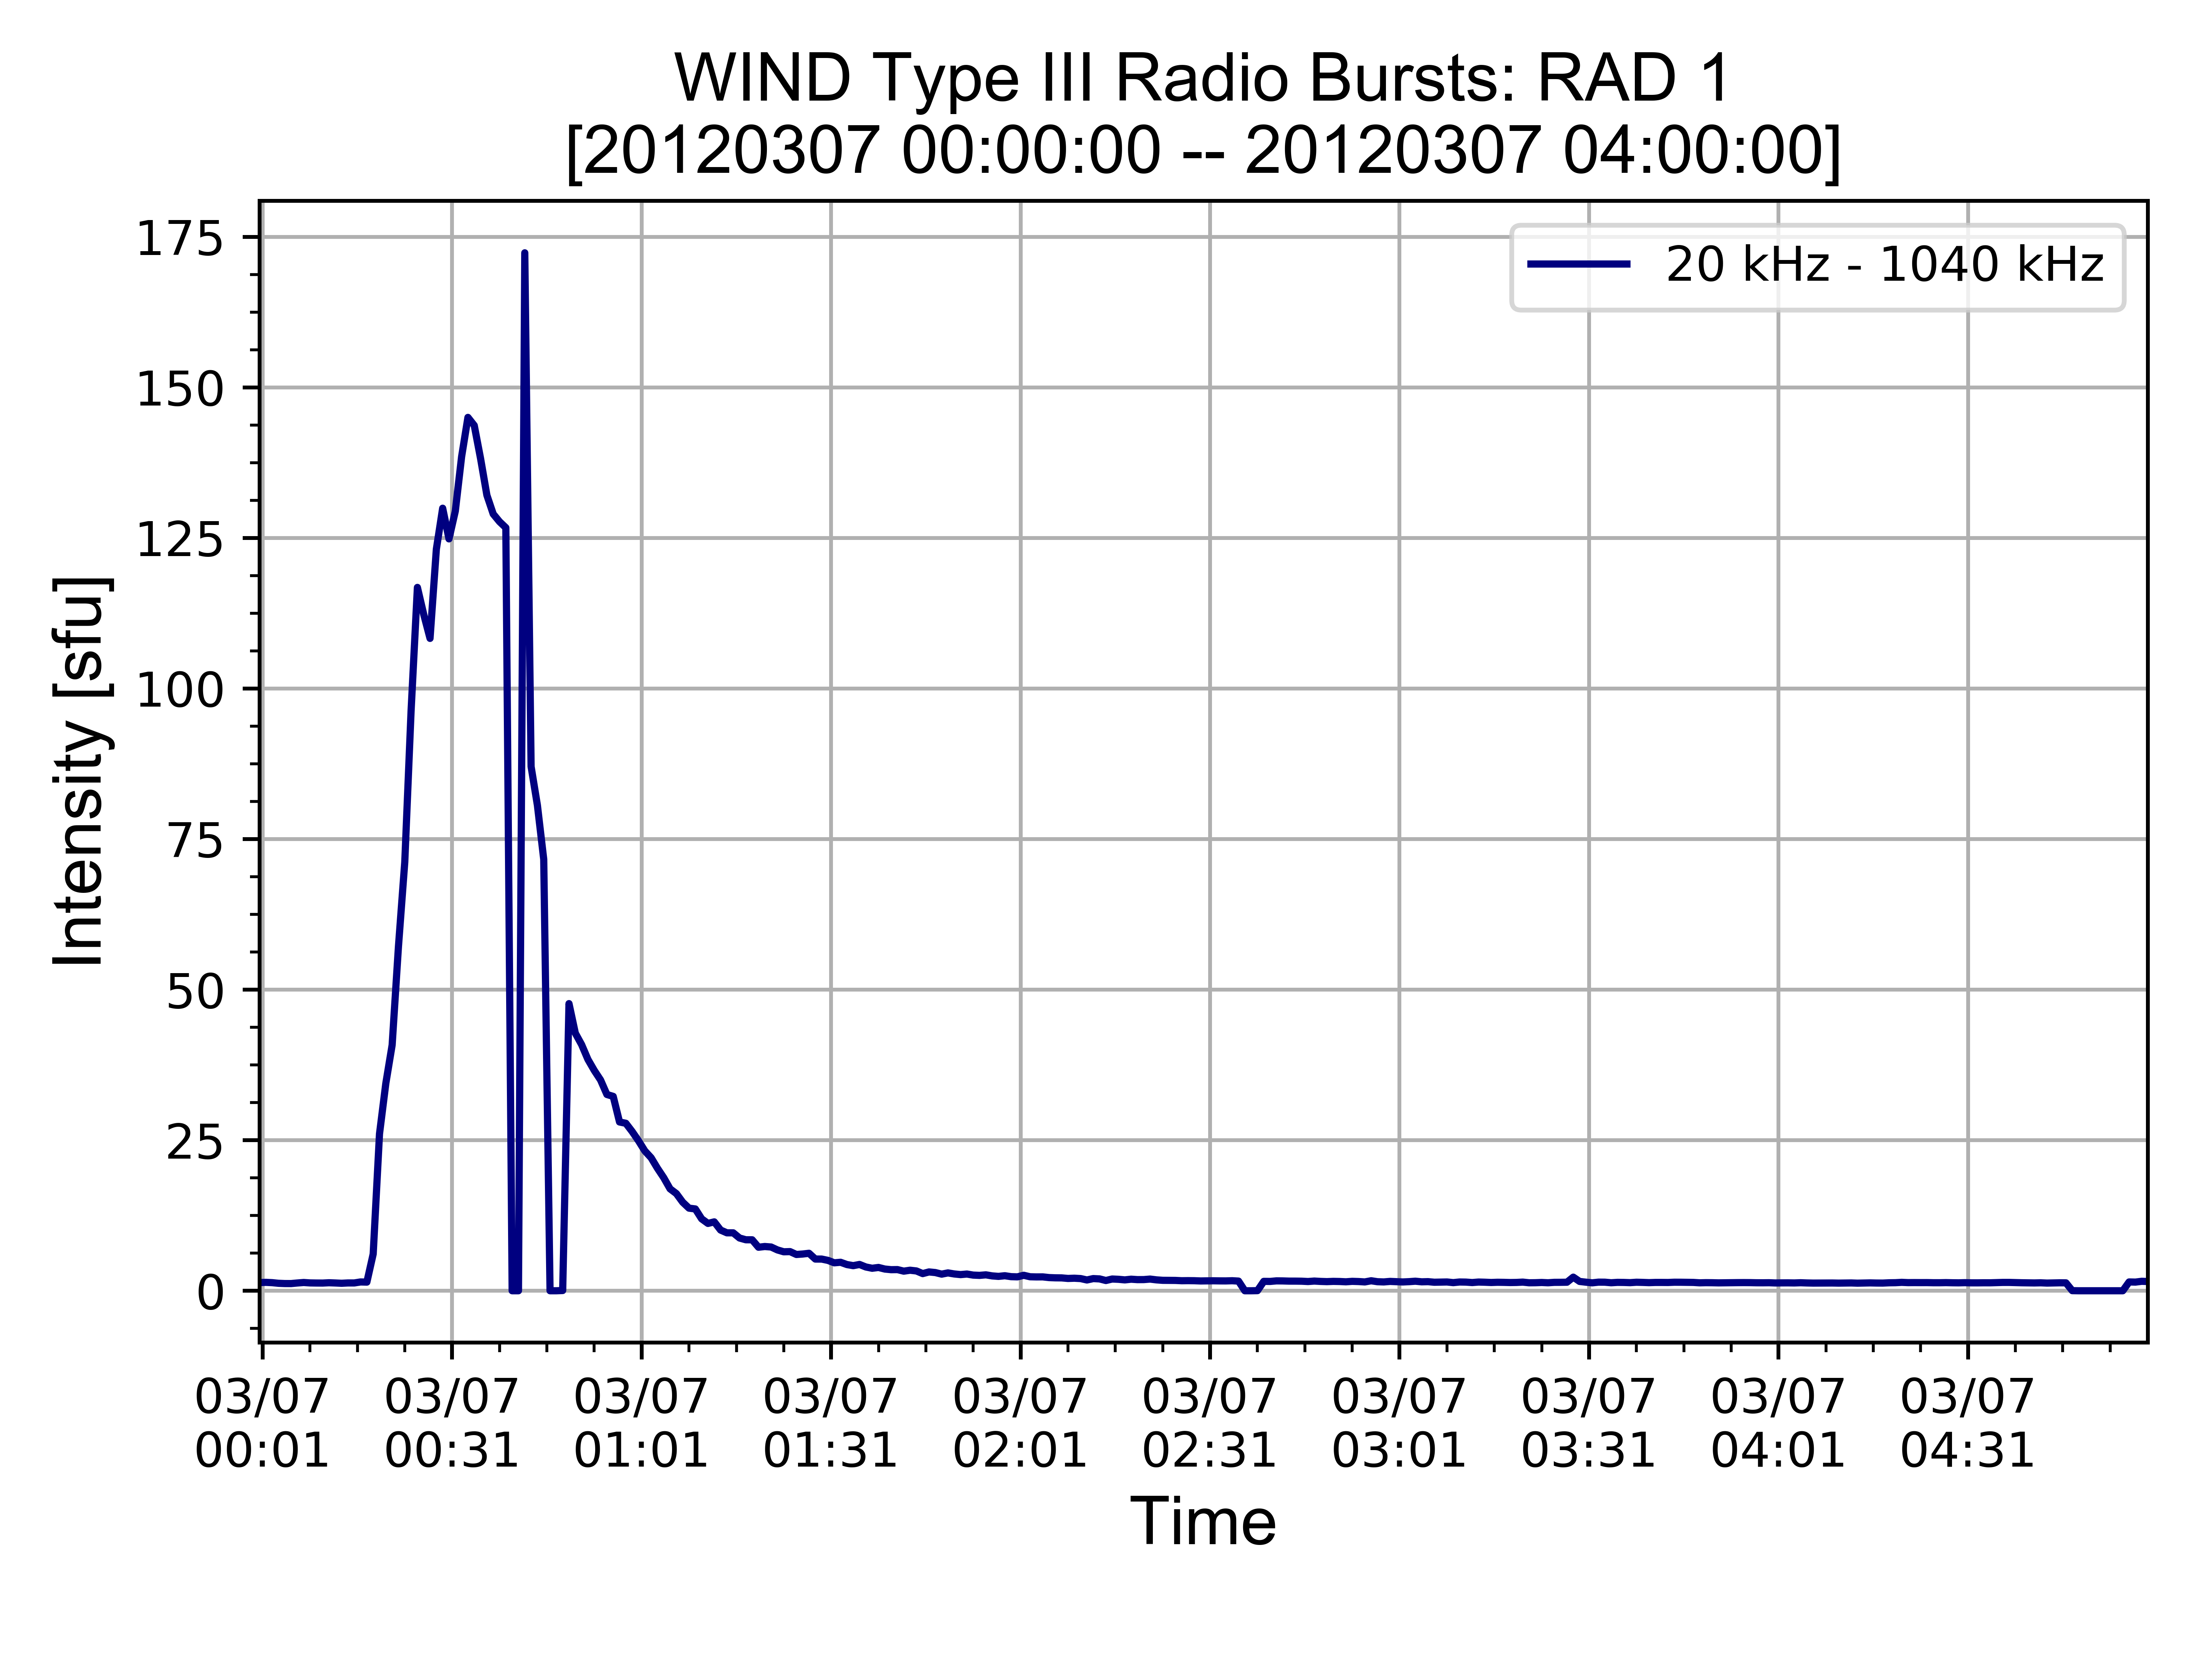 WIND Type III Radio Bursts: RAD 1
[20120307 00:00:00 -- 20120307 04:00:00]
20 kHz - 1040 kHz
175
150
125
100
75
50
25
0
Intensity [sfu]
03/07 03/07 03/07 03/07 03/07 03/07 03/07 03/07 03/07 03/07
00:01 00:31 01:01 01:31 02:01 02:31 03:01 03:31 04:01 04:31
Time